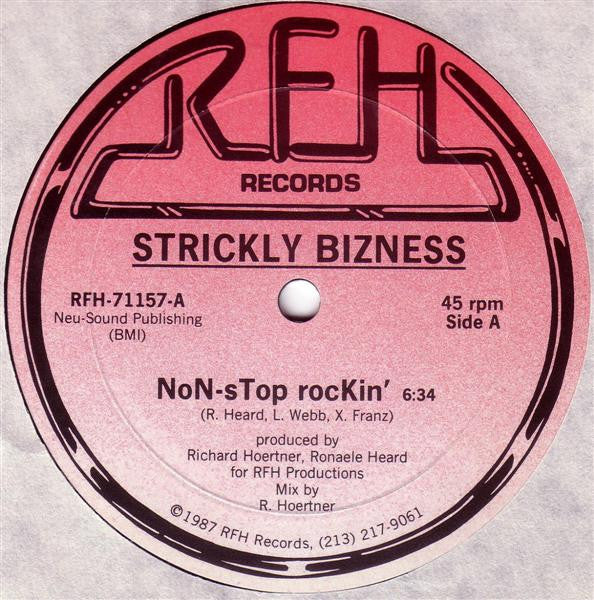 RFH
RECORDS
STRICKLY BIZNESS
RFH-71157-A
Neu-Sound Publishing
(BMI)
45 rpm
Side A
NoN-sTop rocKin' 6:34
(R. Heard, L. Webb, X. Franz)
produced by
Richard Hoertner, Ronaele Heard
for RFH Productions
Mix by
R. Hoertner
©1987 RFH Records, (213) 217-9061